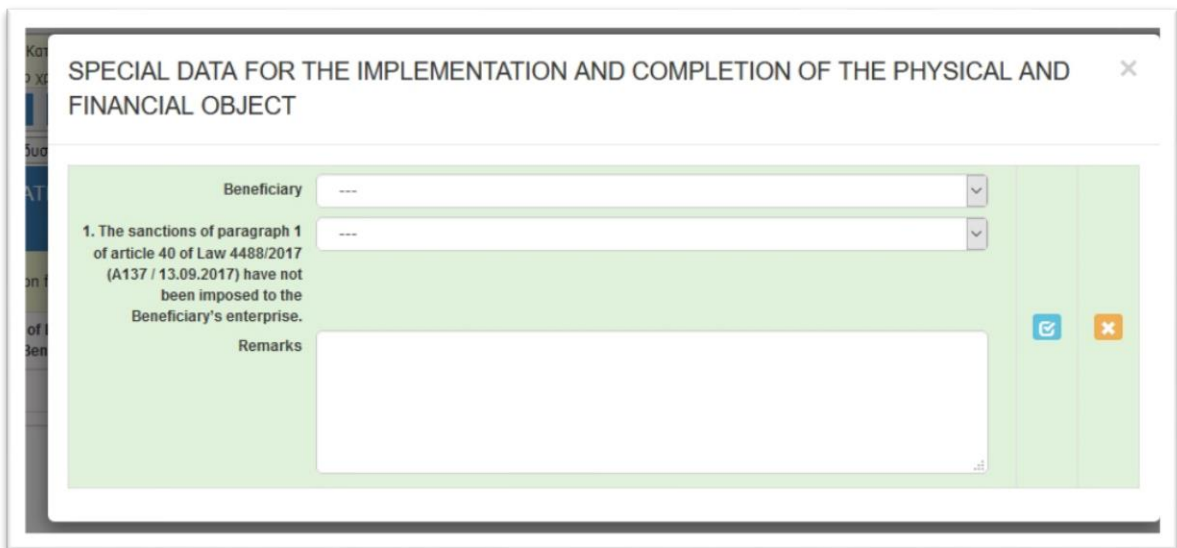 SPECIAL DATA FOR THE IMPLEMENTATION AND COMPLETION OF THE PHYSICAL AND
FINANCIAL OBJECT
×
Beneficiary
---
1. The sanctions of paragraph 1
of article 40 of Law 4488/2017
(A137 / 13.09.2017) have not
been imposed to the
Beneficiary's enterprise.
---
Remarks